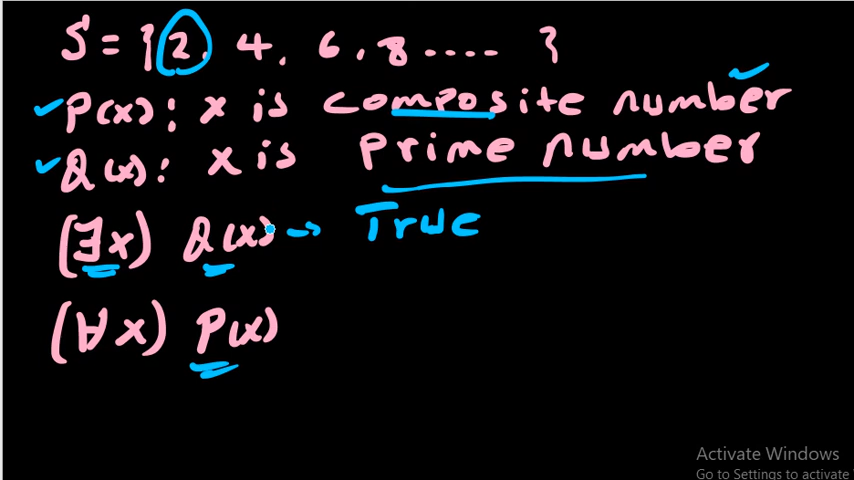 S = { 2, 4, 6, 8 .... }
P(x) : x is composite number
Q(x) : x is Prime number
(∃x) Q(x) → True
(∀x) P(x)
Activate Windows
Go to Settings to activate